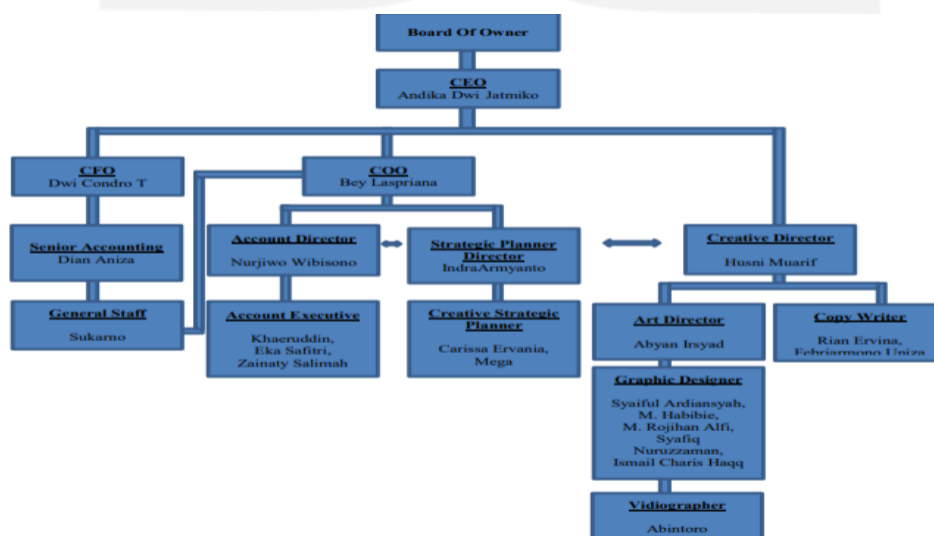 Board Of Owner
CEO
Andika Dwi Jatmiko
CFO
Dwi Condro T
COO
Bey Laspriana
Senior Accounting
Dian Aniza
Account Director
Nurjiwo Wibisono
Strategic Planner
Director
IndraArmyanto
Creative Director
Husni Muarif
General Staff
Sukarno
Account Executive
Khaeruddin,
Eka Safitri,
Zainaty Salimah
Creative Strategic
Planner
Carissa Ervania,
Mega
Art Director
Abyan Irsyad
Copy Writer
Rian Ervina,
Febriarmono Uniza
Graphic Designer
Syaiful Ardiansyah,
M. Habibie,
M. Rojihan Alfi,
Syafiq
Nuruzzaman,
Ismail Charis Haqq
Vidiographer
Abintoro